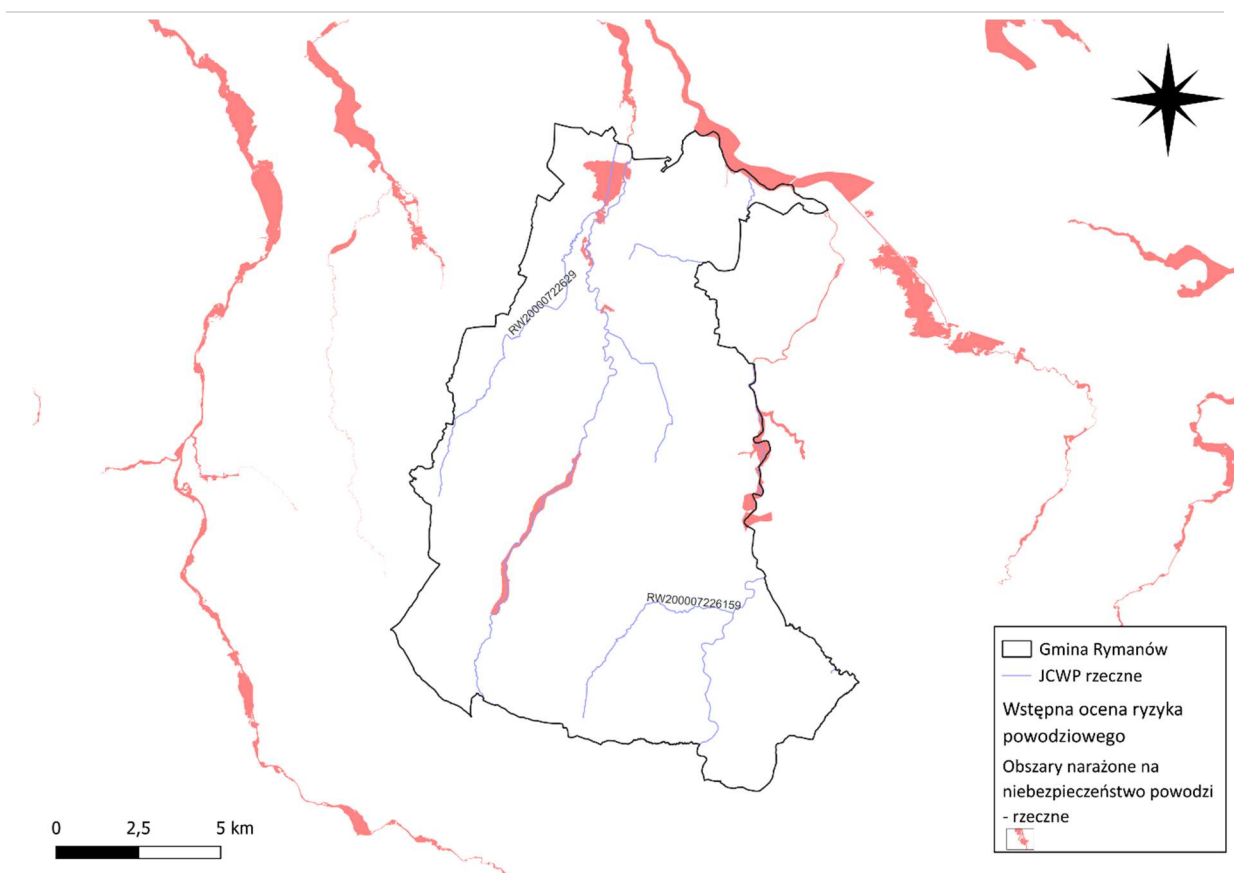 RW20000722629
RW200007226159
Gmina Rymanów
JCWP rzeczne
Wstępna ocena ryzyka
powodziowego
Obszary narażone na
niebezpieczeństwo powodzi
- rzeczne
0 2,5 5 km